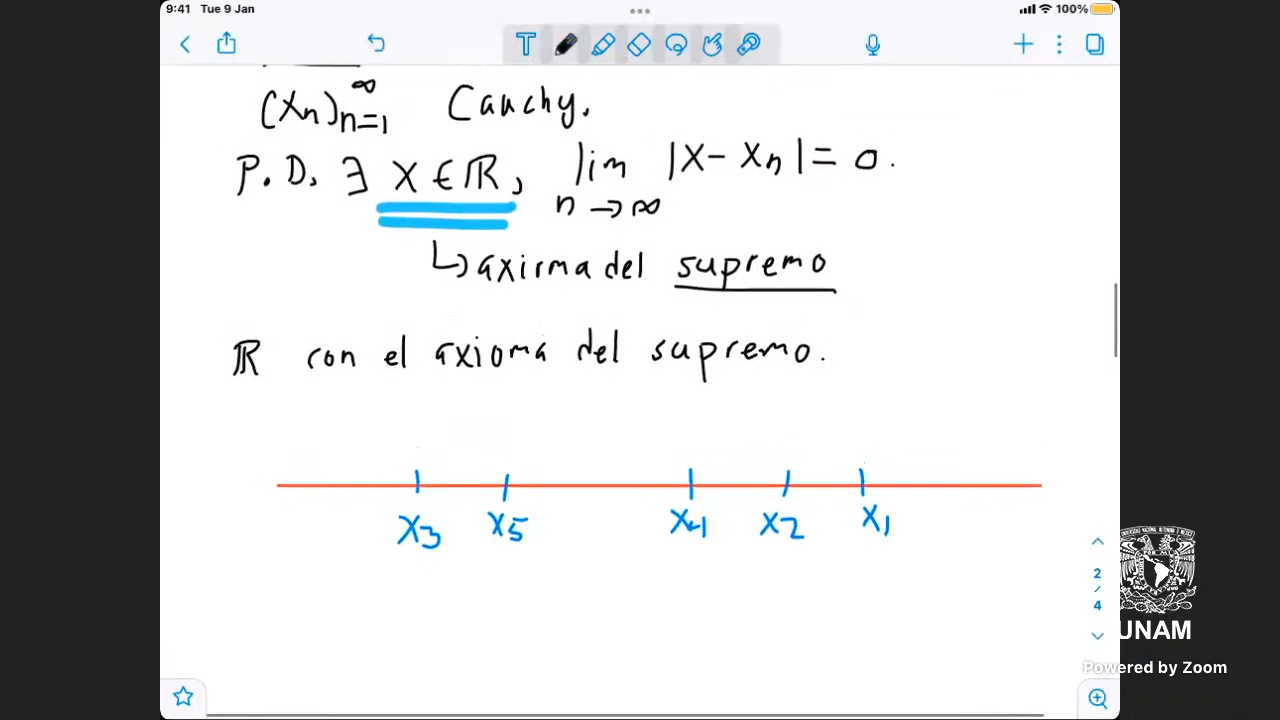 9:41 Tue 9 Jan 100%
(xn)n=1 ∞ Cauchy.
P.D. ∃ x ∈ ℝ, lim n→∞ |x - xn| = 0.
↳ axioma del supremo
ℝ con el axioma del supremo.
x3 x5 x4 x2 x1
2
4
UNAM
Powered by Zoom